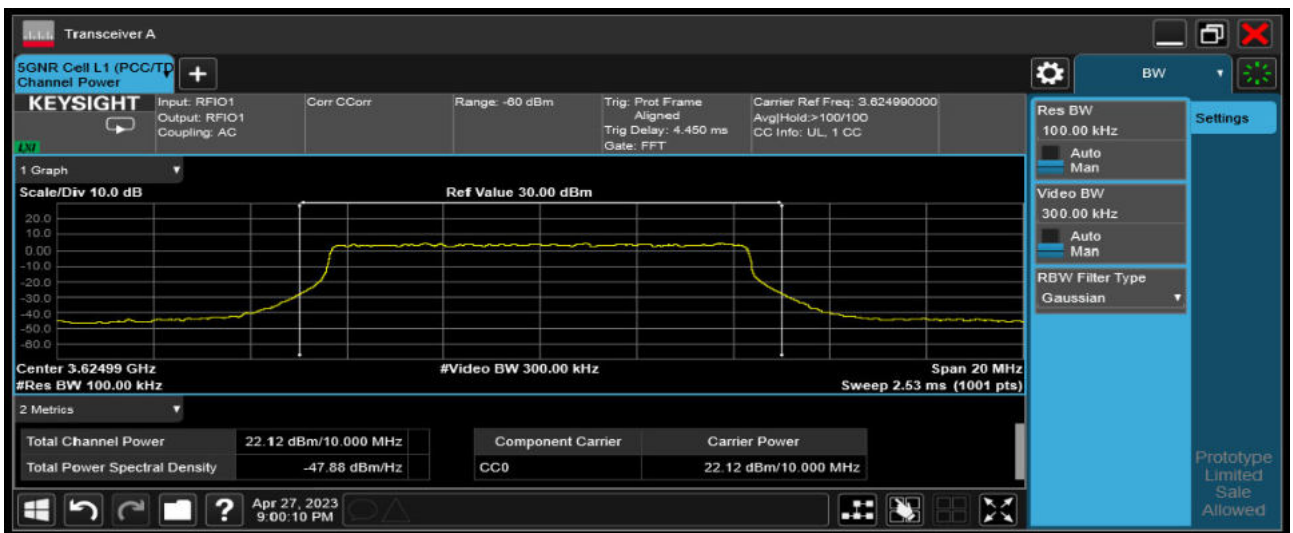 Transceiver A
5GNR Cell L1 (PCC/TD
Channel Power
+
BW
KEYSIGHT
LXI
Input: RFIO1
Output: RFIO1
Coupling: AC
Corr CCorr
Range: -60 dBm
Trig: Prot Frame
Aligned
Trig Delay: 4.450 ms
Gate: FFT
Carrier Ref Freq: 3.624990000
Avg|Hold:>100/100
CC Info: UL, 1 CC
1 Graph
Scale/Div 10.0 dB
Ref Value 30.00 dBm
20.0
10.0
0.00
-10.0
-20.0
-30.0
-40.0
-50.0
-60.0
Center 3.62499 GHz
#Video BW 300.00 kHz
Span 20 MHz
#Res BW 100.00 kHz
Sweep 2.53 ms (1001 pts)
2 Metrics
Total Channel Power 22.12 dBm/10.000 MHz
Total Power Spectral Density -47.88 dBm/Hz
Component Carrier Carrier Power
CC0 22.12 dBm/10.000 MHz
Res BW
100.00 kHz
Auto
Man
Video BW
300.00 kHz
Auto
Man
RBW Filter Type
Gaussian
Settings
Prototype
Limited
Sale
Allowed
?
Apr 27, 2023
9:00:10 PM